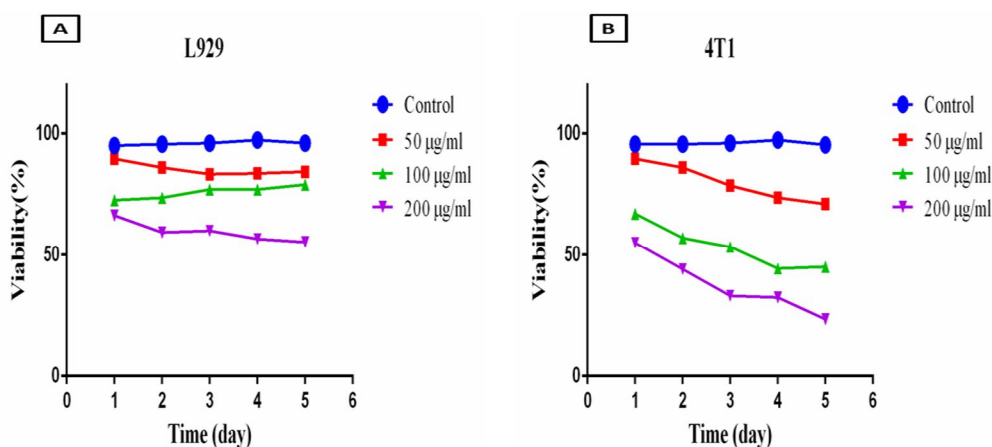 A
L929
Viability(%)
100
50
0
0 1 2 3 4 5 6
Time (day)
Control
50 µg/ml
100 µg/ml
200 µg/ml
B
4T1
Viability(%)
100
50
0
0 1 2 3 4 5 6
Time (day)
Control
50 µg/ml
100 µg/ml
200 µg/ml